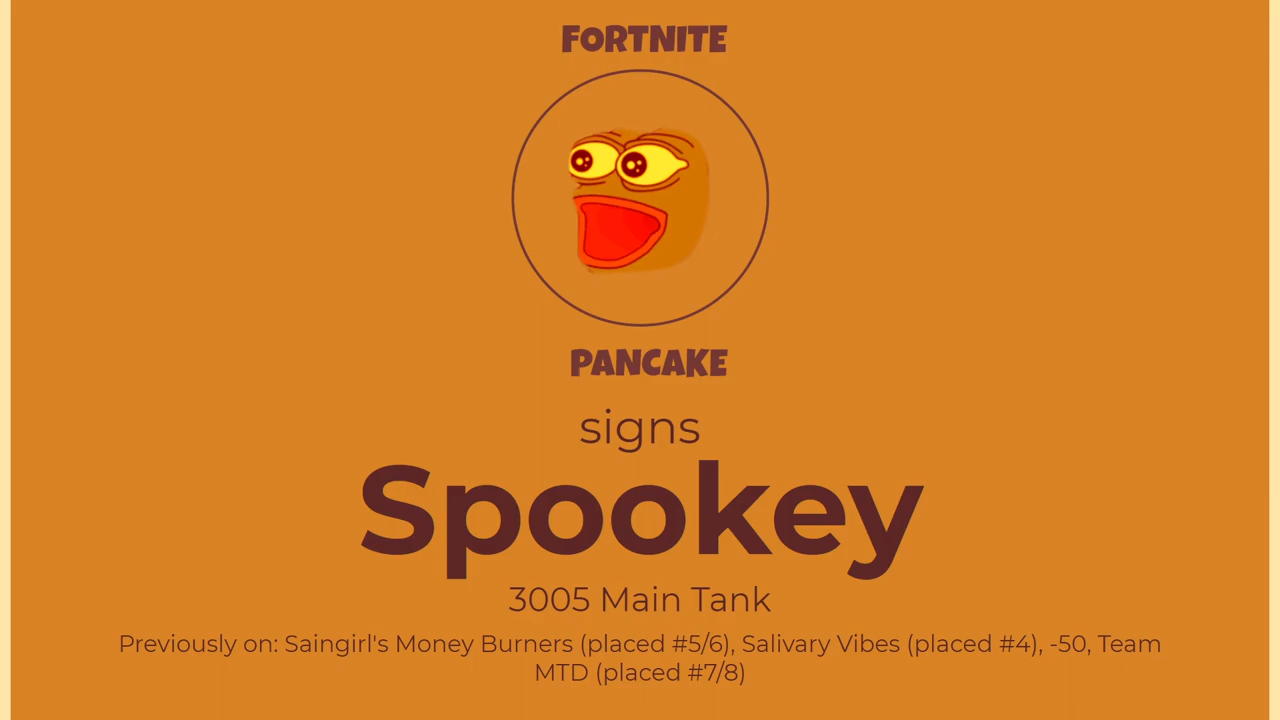 FORTNITE
PANCAKE
signs
Spookey
3005 Main Tank
Previously on: Saingirl's Money Burners (placed #5/6), Salivary Vibes (placed #4), -50, Team
MTD (placed #7/8)